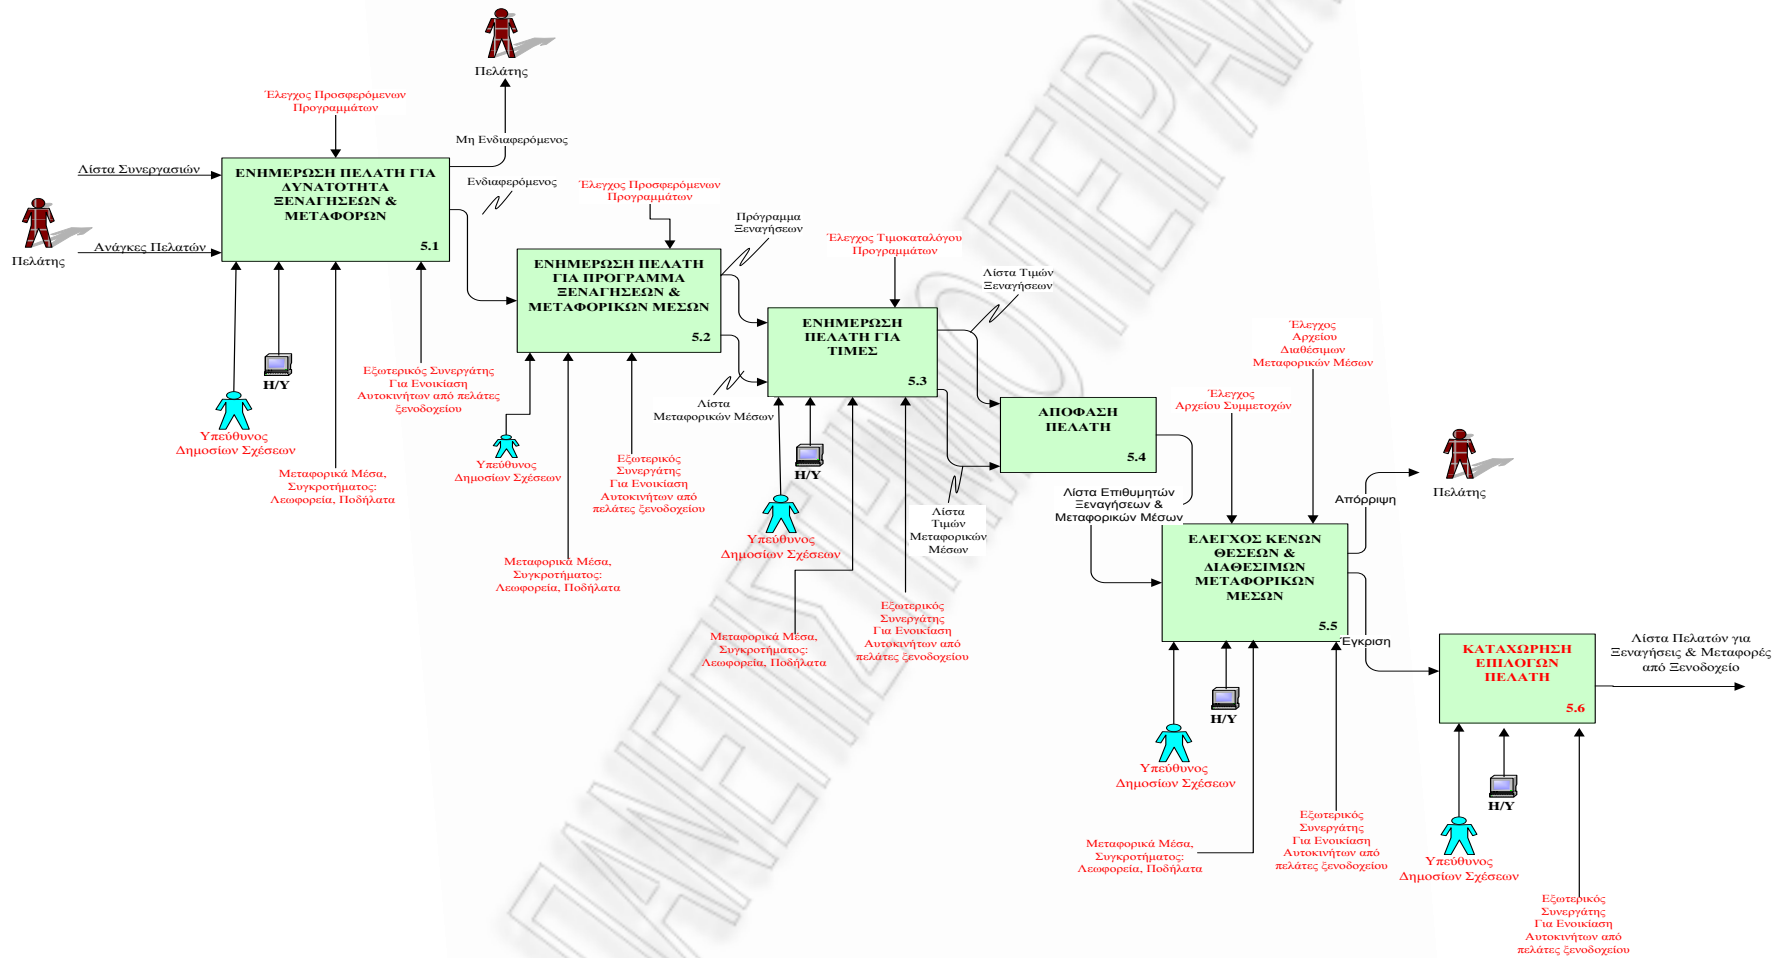 Πελάτης
Έλεγχος Προσφερόμενων
Προγραμμάτων
Μη Ενδιαφερόμενος
Λίστα Συνεργασιών
ΕΝΗΜΕΡΩΣΗ ΠΕΛΑΤΗ ΓΙΑ
ΔΥΝΑΤΟΤΗΤΑ
ΞΕΝΑΓΗΣΕΩΝ &
ΜΕΤΑΦΟΡΩΝ
5.1
Ενδιαφερόμενος
Ανάγκες Πελατών
Πελάτης
Η/Υ
Υπεύθυνος
Δημοσίων Σχέσεων
Εξωτερικός Συνεργάτης
Για Ενοικίαση
Αυτοκινήτων από πελάτες
ξενοδοχείου
Μεταφορικά Μέσα,
Συγκροτήματος:
Λεωφορεία, Ποδήλατα
Έλεγχος Προσφερόμενων
Προγραμμάτων
ΕΝΗΜΕΡΩΣΗ ΠΕΛΑΤΗ
ΓΙΑ ΠΡΟΓΡΑΜΜΑ
ΞΕΝΑΓΗΣΕΩΝ &
ΜΕΤΑΦΟΡΙΚΩΝ ΜΕΣΩΝ
5.2
Πρόγραμμα
Ξεναγήσεων
Λίστα
Μεταφορικών Μέσων
Υπεύθυνος
Δημοσίων Σχέσεων
Εξωτερικός
Συνεργάτης
Για Ενοικίαση
Αυτοκινήτων από
πελάτες ξενοδοχείου
Μεταφορικά Μέσα,
Συγκροτήματος:
Λεωφορεία, Ποδήλατα
Έλεγχος Τιμοκαταλόγου
Προγραμμάτων
ΕΝΗΜΕΡΩΣΗ
ΠΕΛΑΤΗ ΓΙΑ
ΤΙΜΕΣ
5.3
Λίστα Τιμών
Ξεναγήσεων
Λίστα
Τιμών
Μεταφορικών
Μέσων
Η/Υ
Υπεύθυνος
Δημοσίων Σχέσεων
Μεταφορικά Μέσα,
Συγκροτήματος:
Λεωφορεία, Ποδήλατα
Εξωτερικός
Συνεργάτης
Για Ενοικίαση
Αυτοκινήτων από
πελάτες ξενοδοχείου
ΑΠΟΦΑΣΗ
ΠΕΛΑΤΗ
5.4
Λίστα Επιθυμητών
Ξεναγήσεων &
Μεταφορικών Μέσων
Έλεγχος
Αρχείου Συμμετοχών
Έλεγχος
Αρχείου
Διαθέσιμων
Μεταφορικών Μέσων
ΕΛΕΓΧΟΣ ΚΕΝΩΝ
ΘΕΣΕΩΝ &
ΔΙΑΘΕΣΙΜΩΝ
ΜΕΤΑΦΟΡΙΚΩΝ
ΜΕΣΩΝ
5.5
Απόρριψη
Πελάτης
Έγκριση
Η/Υ
Υπεύθυνος
Δημοσίων Σχέσεων
Μεταφορικά Μέσα,
Συγκροτήματος:
Λεωφορεία, Ποδήλατα
Εξωτερικός
Συνεργάτης
Για Ενοικίαση
Αυτοκινήτων από
πελάτες ξενοδοχείου
ΚΑΤΑΧΩΡΗΣΗ
ΕΠΙΛΟΓΩΝ
ΠΕΛΑΤΗ
5.6
Λίστα Πελατών για
Ξεναγήσεις & Μεταφορές
από Ξενοδοχείο
Η/Υ
Υπεύθυνος
Δημοσίων Σχέσεων
Εξωτερικός
Συνεργάτης
Για Ενοικίαση
Αυτοκινήτων από
πελάτες ξενοδοχείου